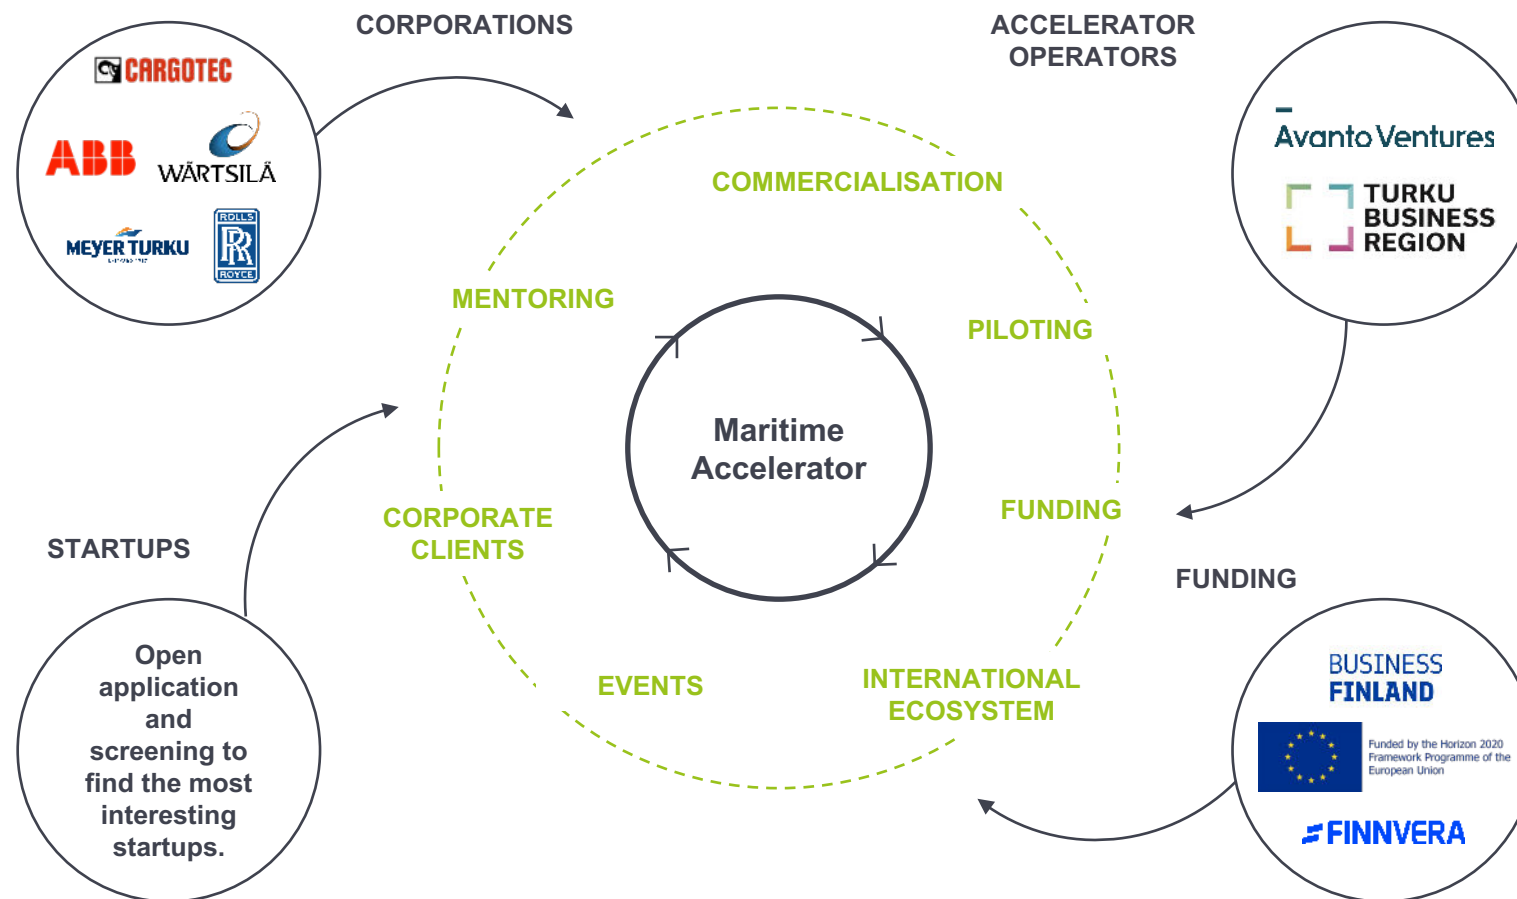 CORPORATIONS
CARGOTEC
ABB
WÄRTSILÄ
MEYER TURKU
ROLLS
RR
ROYCE
ACCELERATOR
OPERATORS
Avanto Ventures
TURKU
BUSINESS
REGION
COMMERCIALISATION
MENTORING
PILOTING
Maritime
Accelerator
CORPORATE
CLIENTS
FUNDING
EVENTS
INTERNATIONAL
ECOSYSTEM
STARTUPS
Open
application
and
screening to
find the most
interesting
startups.
FUNDING
BUSINESS
FINLAND
Funded by the Horizon 2020
Framework Programme of the
European Union
FINNVERA